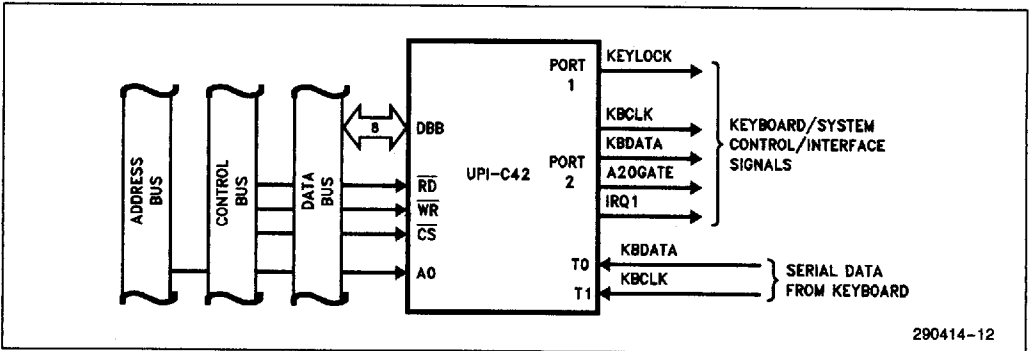 ADDRESS
BUS
CONTROL
BUS
DATA
BUS
8
DBB
RD
WR
CS
A0
UPI-C42
PORT
1
PORT
2
T0
T1
KEYLOCK
KBCLK
KBDATA
A20GATE
IRQ1
KBDATA
KBCLK
KEYBOARD/SYSTEM
CONTROL/INTERFACE
SIGNALS
SERIAL DATA
FROM KEYBOARD
290414-12